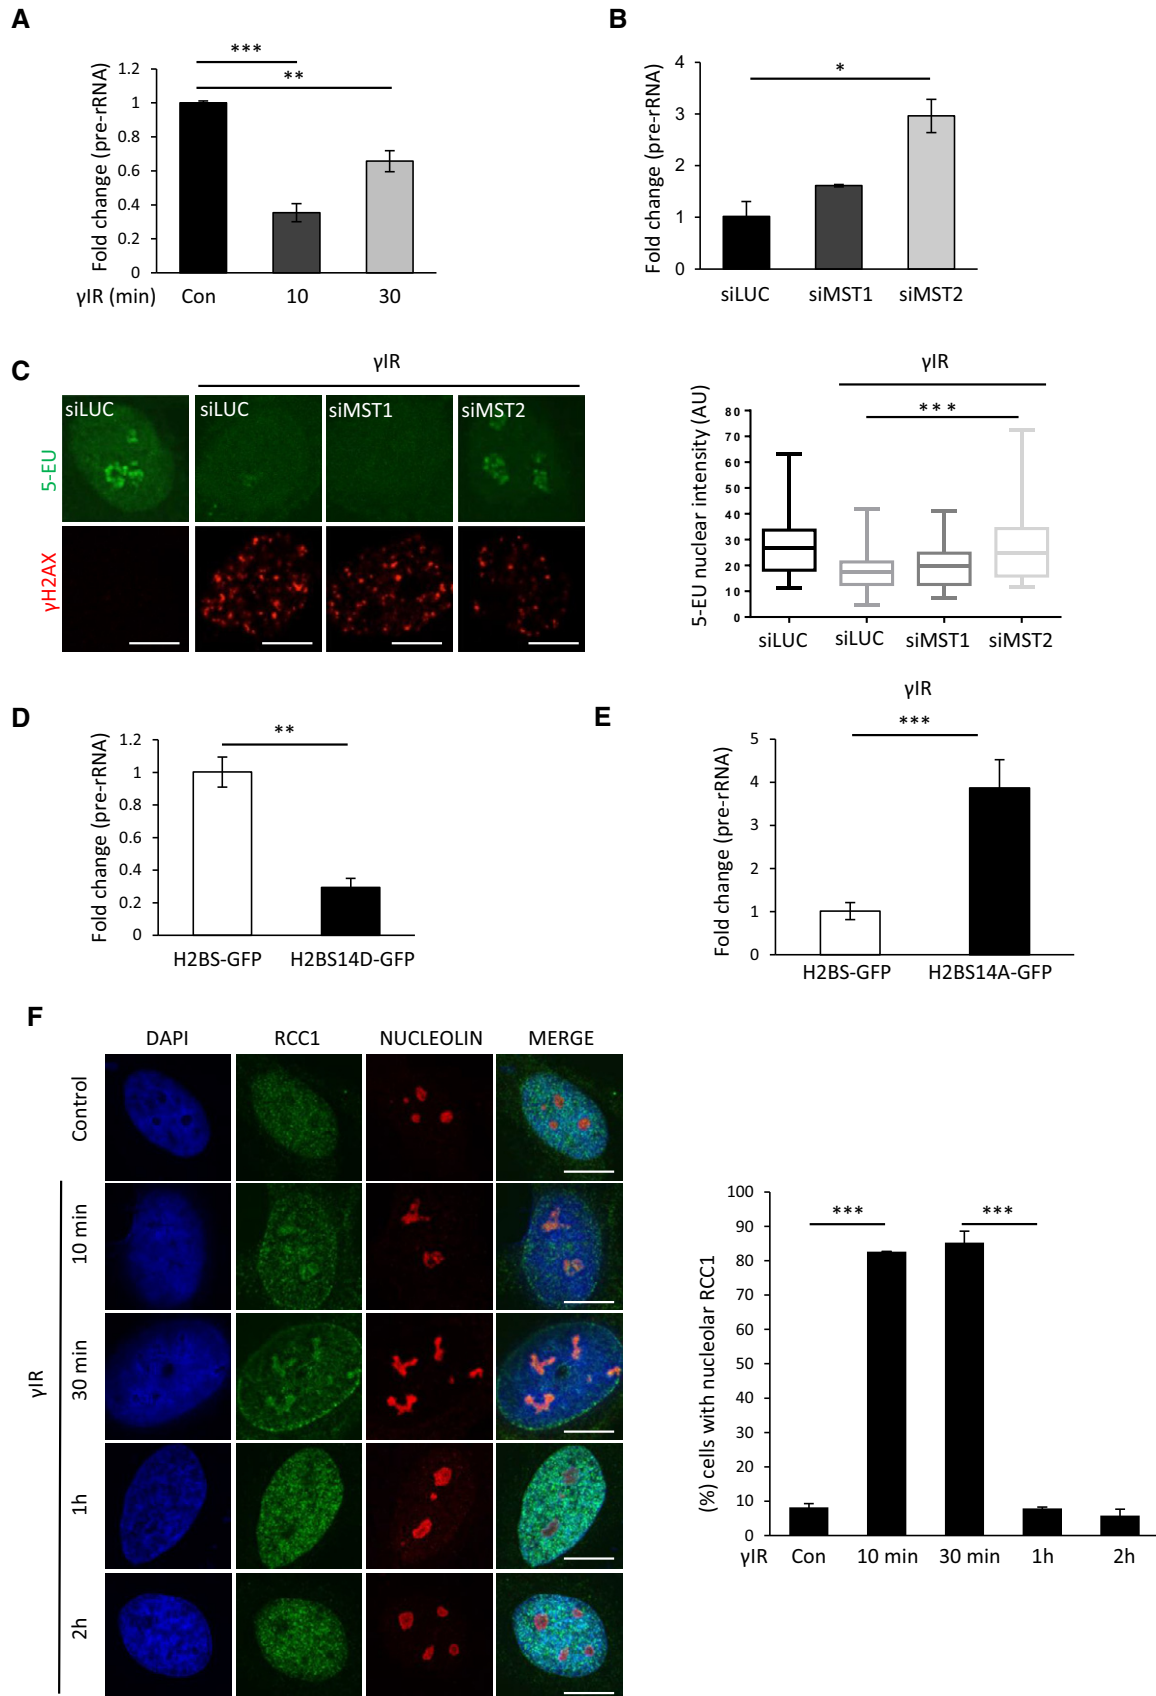 A
***
**
Fold change (pre-rRNA)
1.2
1
0.8
0.6
0.4
0.2
0
γIR (min)
Con
10
30
B
*
Fold change (pre-rRNA)
4
3
2
1
0
siLUC
siMST1
siMST2
C
γIR
siLUC
siLUC
siMST1
siMST2
5-EU
γH2AX
γIR
***
5-EU nuclear intensity (AU)
80
70
60
50
40
30
20
10
0
siLUC
siLUC
siMST1
siMST2
D
**
Fold change (pre-rRNA)
1.2
1
0.8
0.6
0.4
0.2
0
H2BS-GFP
H2BS14D-GFP
E
γIR
***
Fold change (pre-rRNA)
5
4
3
2
1
0
H2BS-GFP
H2BS14A-GFP
F
DAPI
RCC1
NUCLEOLIN
MERGE
Control
γIR
10 min
30 min
1h
2h
(%) cells with nucleolar RCC1
100
90
80
70
60
50
40
30
20
10
0
***
***
γIR
Con
10 min
30 min
1h
2h